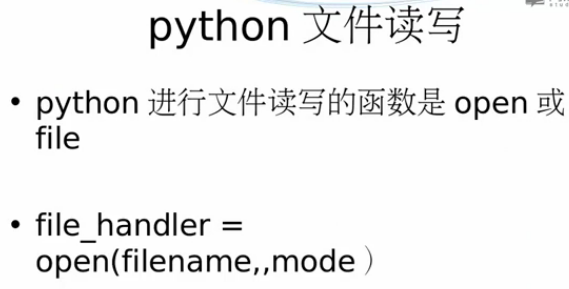 python 文件读写
• python 进行文件读写的函数是 open 或
file
• file_handler =
open(filename,,mode ）